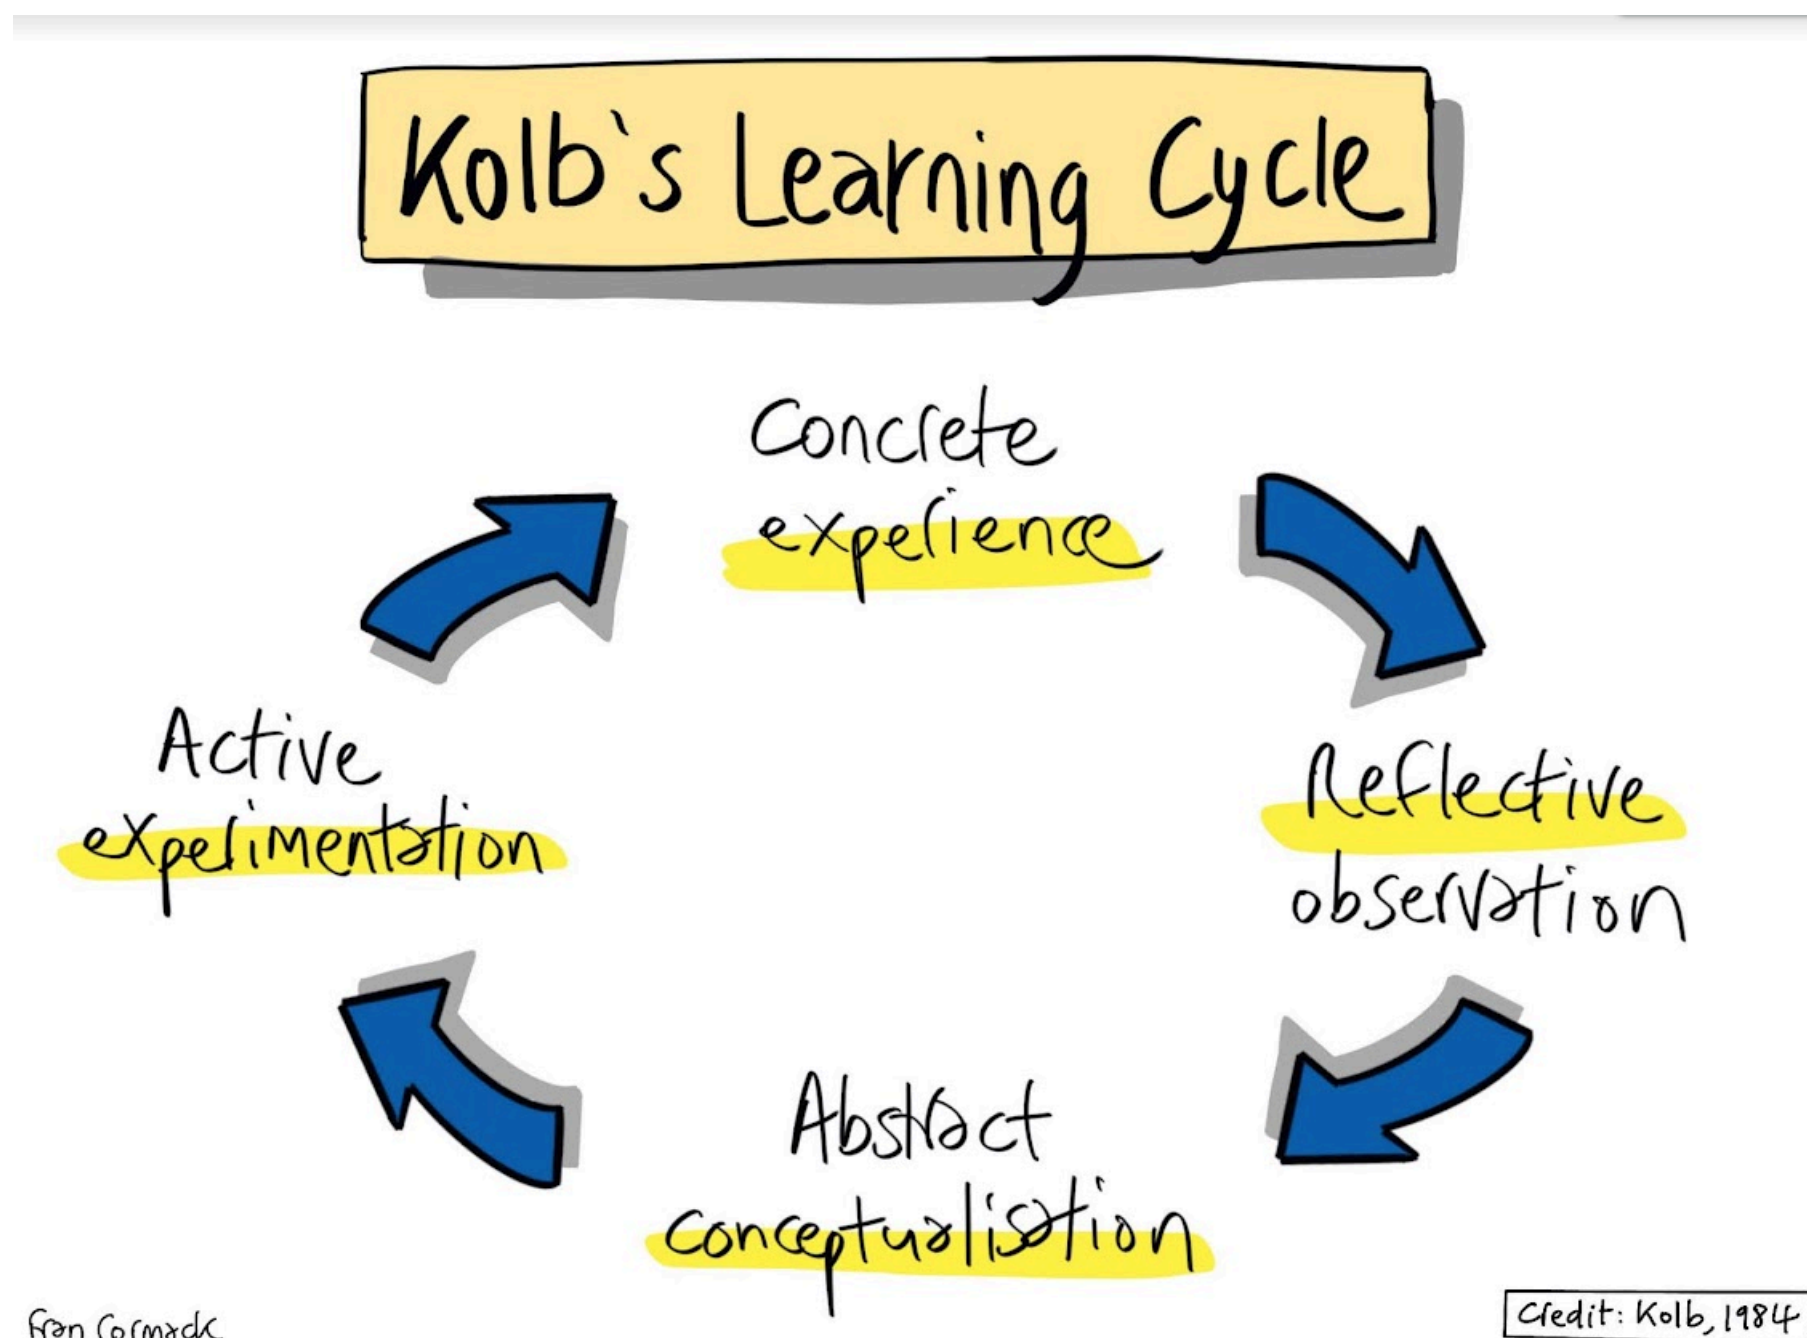 Kolb's Learning Cycle
Concrete
experience
Reflective
observation
Abstract
conceptualisation
Active
experimentation
Fran Cormack
Credit: Kolb, 1984